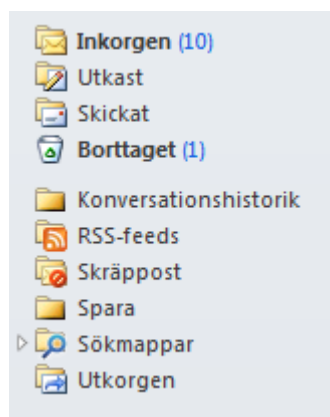 Inkorgen (10)
Utkast
Skickat
Borttaget (1)
Konversationshistorik
RSS-feeds
Skräppost
Spara
Sökmappar
Utkorgen